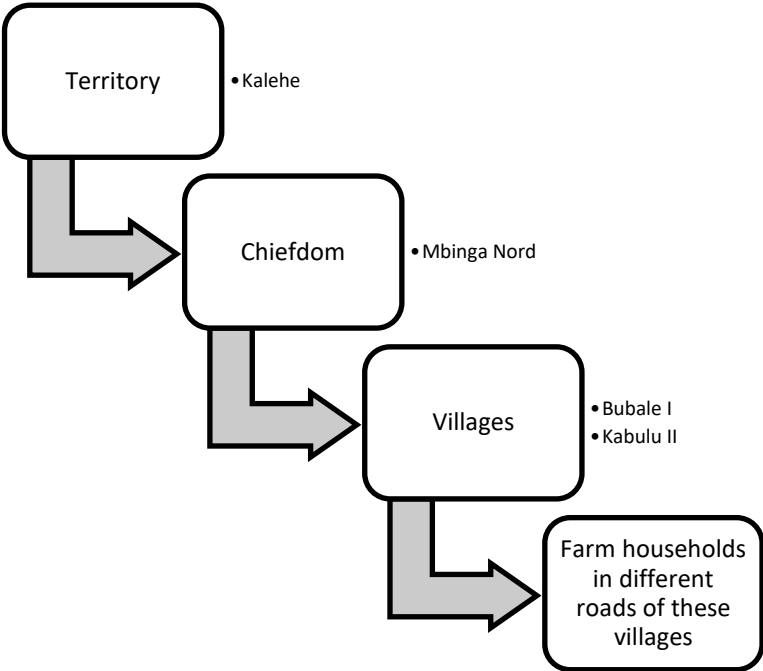 Territory
• Kalehe
Chiefdom
• Mbinga Nord
Villages
• Bubale I
• Kabulu II
Farm households
in different
roads of these
villages